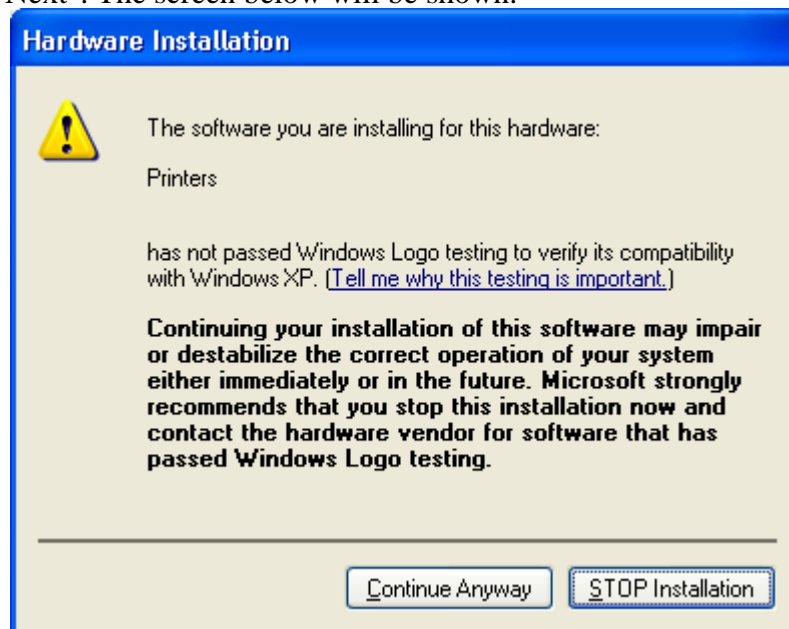 Next". The screen below will be shown.
Hardware Installation
The software you are installing for this hardware:
Printers
has not passed Windows Logo testing to verify its compatibility
with Windows XP. (Tell me why this testing is important.)
Continuing your installation of this software may impair
or destabilize the correct operation of your system
either immediately or in the future. Microsoft strongly
recommends that you stop this installation now and
contact the hardware vendor for software that has
passed Windows Logo testing.
Continue Anyway STOP Installation